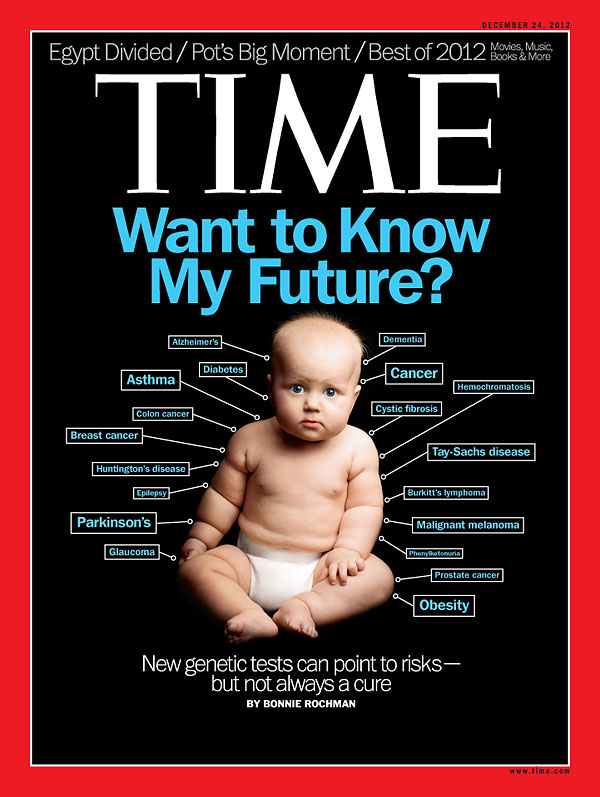 DECEMBER 24, 2012
Egypt Divided / Pot's Big Moment / Best of 2012 Movies, Music,
Books & More
TIME
Want to Know
My Future?
Alzheimer's
Dementia
Diabetes
Cancer
Asthma
Hemochromatosis
Colon cancer
Cystic fibrosis
Breast cancer
Tay-Sachs disease
Huntington's disease
Epilepsy
Burkitt's lymphoma
Parkinson's
Malignant melanoma
Glaucoma
Phenylketonuria
Prostate cancer
Obesity
New genetic tests can point to risks—
but not always a cure
BY BONNIE ROCHMAN
www.time.com